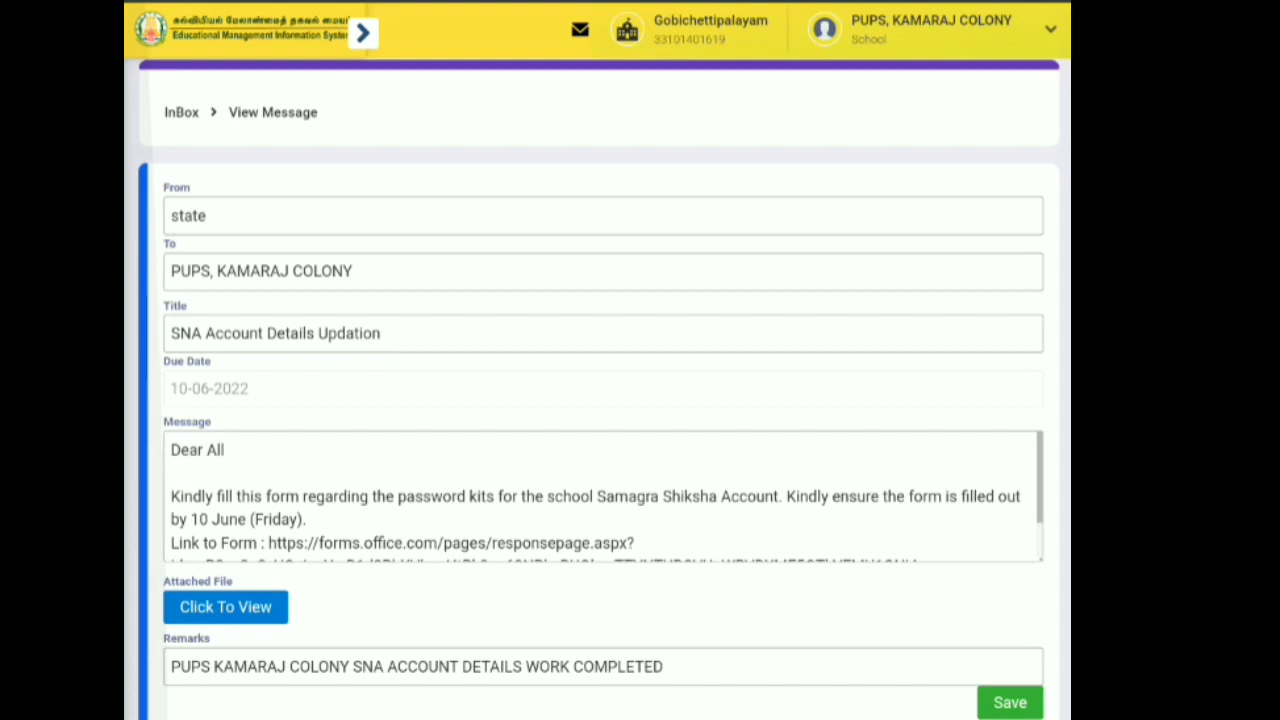 கல்வியியல் மேலாண்மைத் தகவல் மைய
Educational Management Information Syste
Gobichettipalayam
33101401619
PUPS, KAMARAJ COLONY
School
InBox > View Message
From
state
To
PUPS, KAMARAJ COLONY
Title
SNA Account Details Updation
Due Date
10-06-2022
Message
Dear All
Kindly fill this form regarding the password kits for the school Samagra Shiksha Account. Kindly ensure the form is filled out
by 10 June (Friday).
Link to Form : https://forms.office.com/pages/responsepage.aspx?
Attached File
Click To View
Remarks
PUPS KAMARAJ COLONY SNA ACCOUNT DETAILS WORK COMPLETED
Save